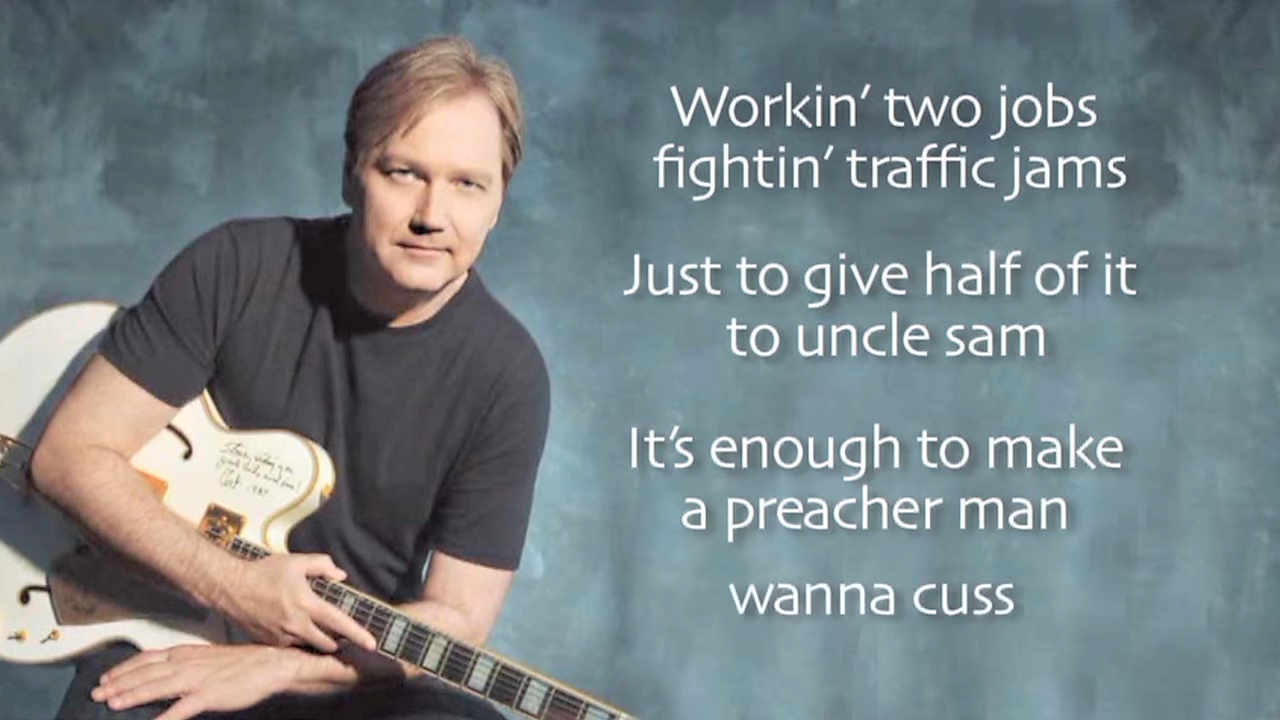 Workin' two jobs
fightin' traffic jams
Just to give half of it
to uncle sam
It's enough to make
a preacher man
wanna cuss